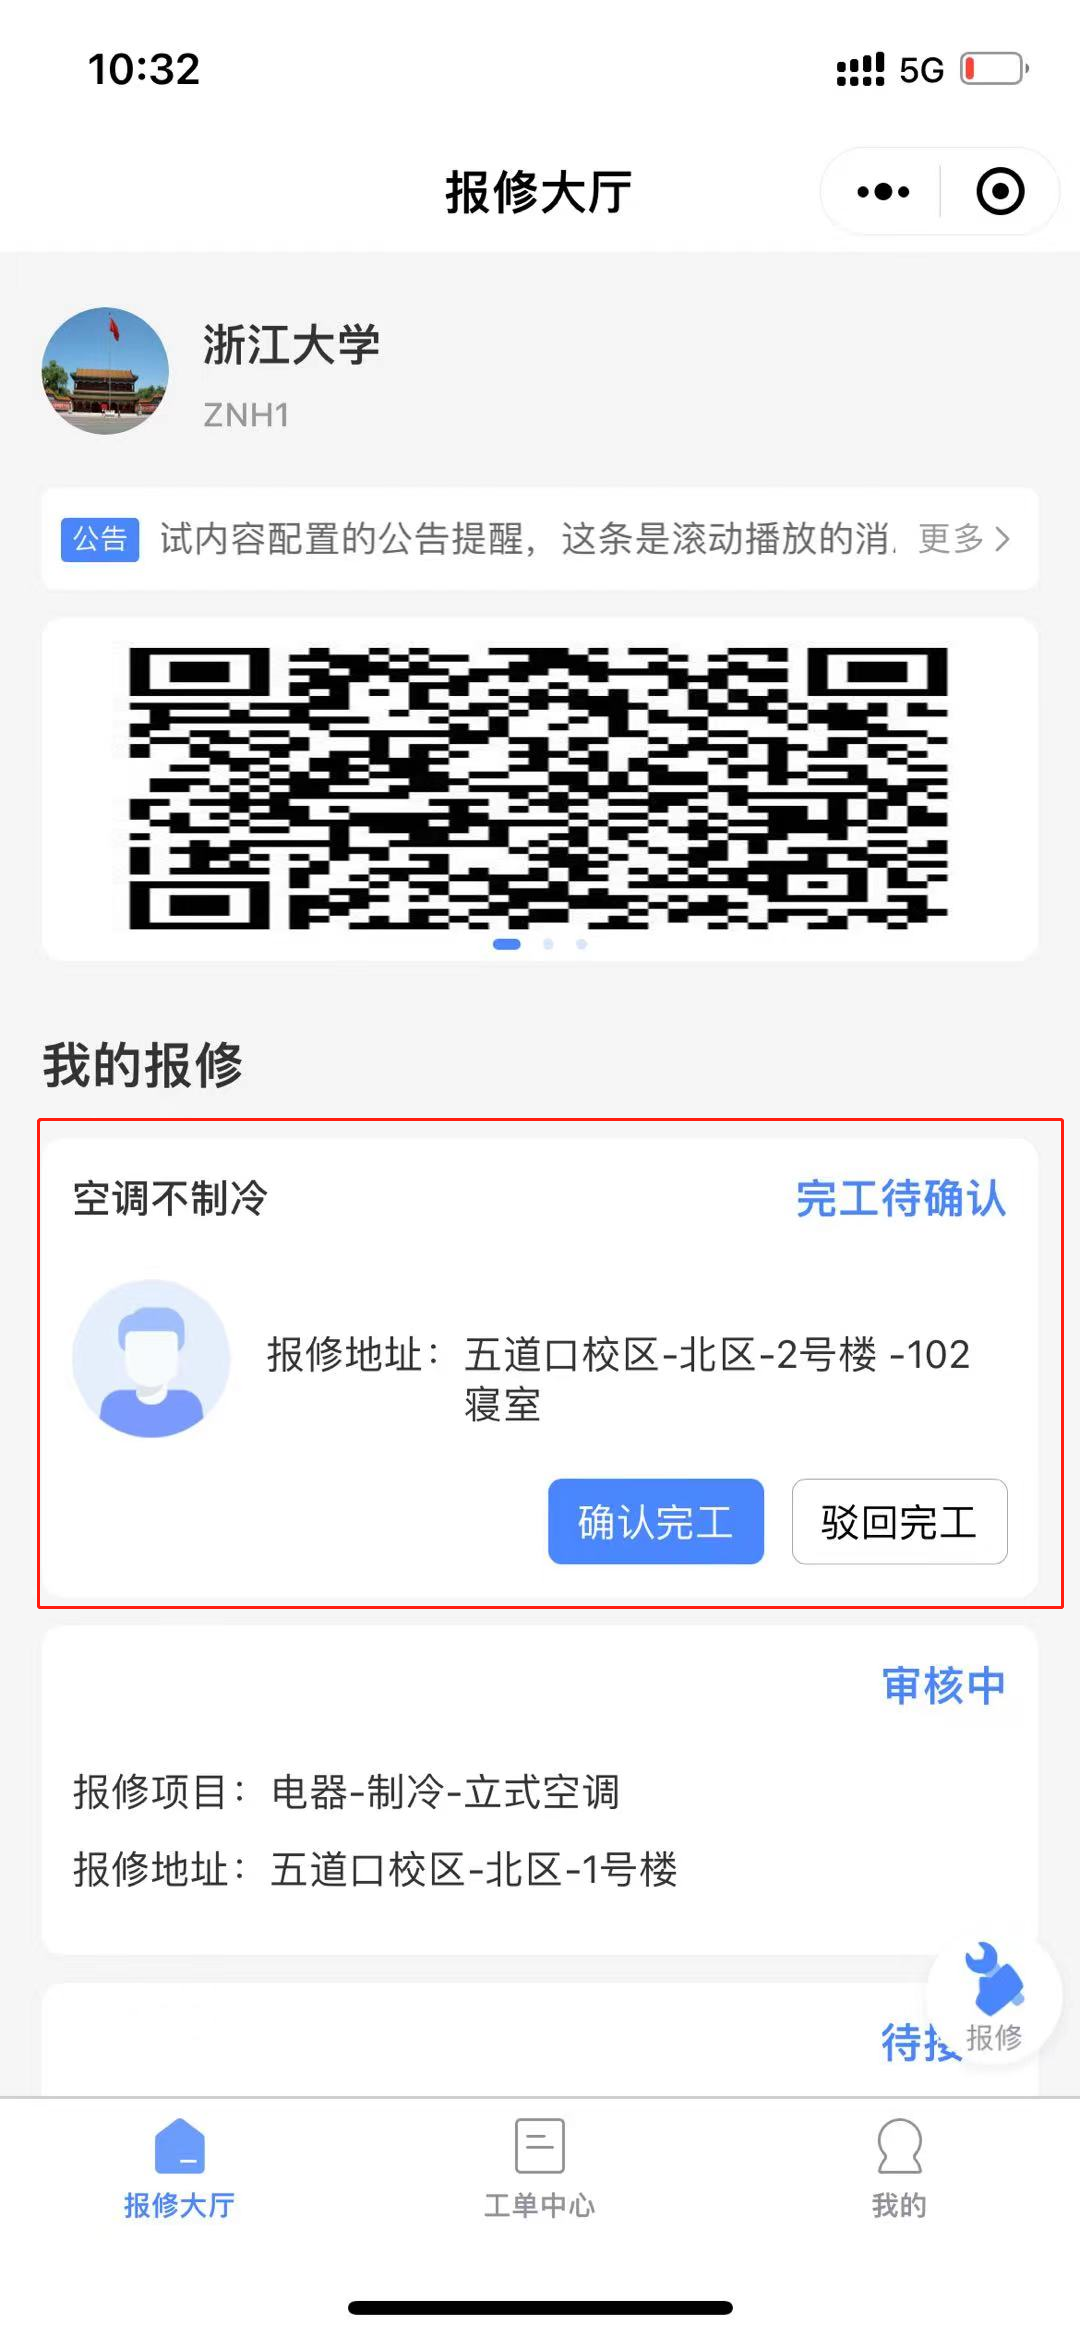 10:32
5G
报修大厅
浙江大学
ZNH1
公告 试内容配置的公告提醒，这条是滚动播放的消 更多
我的报修
空调不制冷 完工待确认
报修地址： 五道口校区-北区-2号楼 -102
寝室
确认完工 驳回完工
审核中
报修项目： 电器-制冷-立式空调
报修地址： 五道口校区-北区-1号楼
待接
报修
报修大厅 工单中心 我的